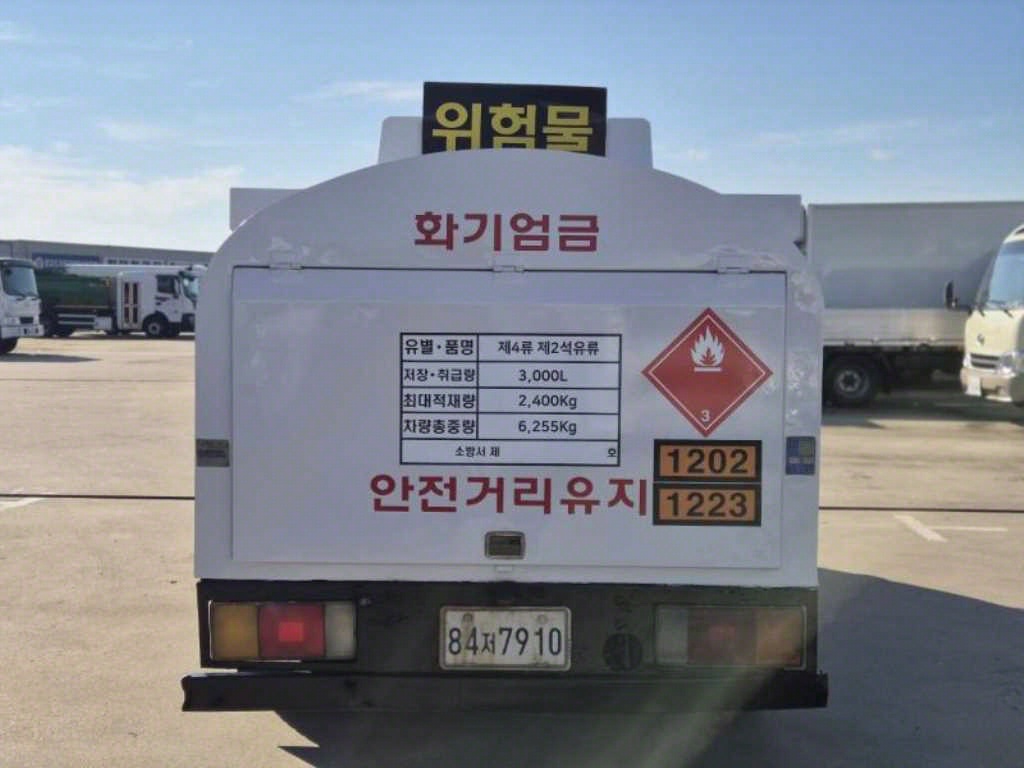 위험물
화기엄금
유별·품명 제4류 제2석유류
저장·취급량 3,000L
최대적재량 2,400Kg
차량총중량 6,255Kg
소방서 제 호
3
1202
안전거리유지
1223
84저7910